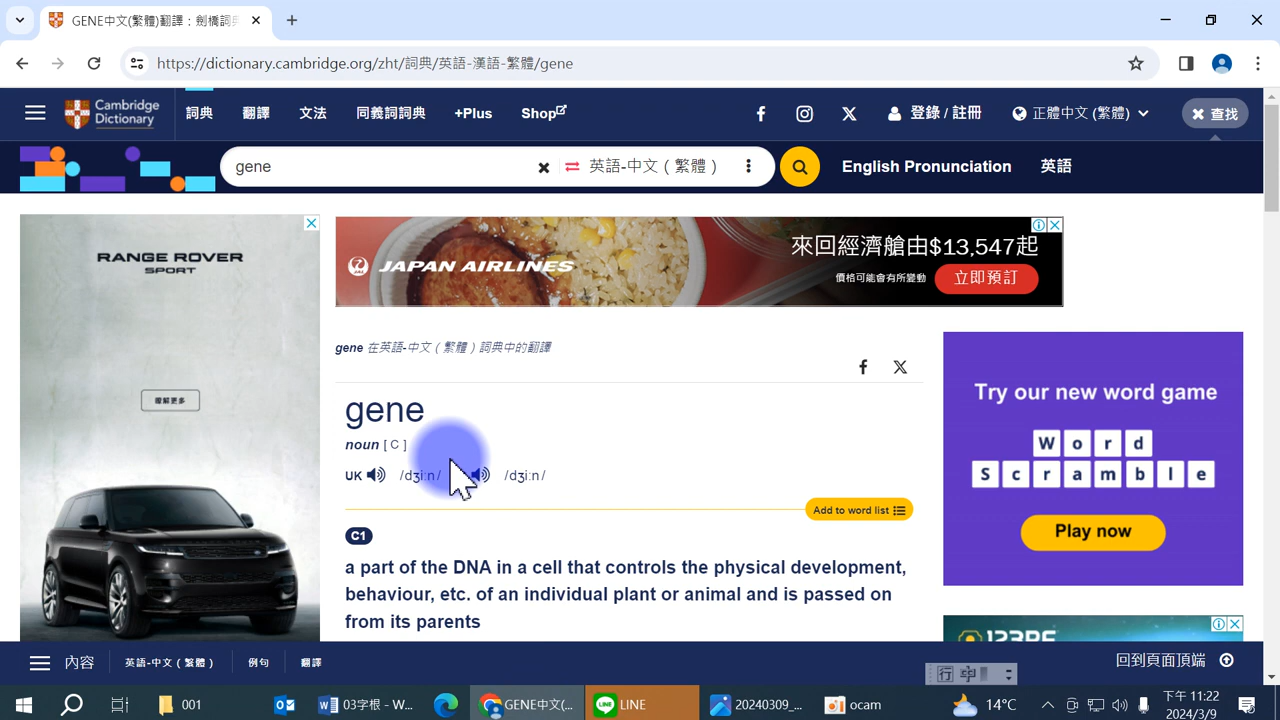 GENE中文(繁體)翻譯：劍橋詞典
https://dictionary.cambridge.org/zht/詞典/英語-漢語-繁體/gene
Cambridge
Dictionary
詞典
翻譯
文法
同義詞詞典
+Plus
Shop
登錄 / 註冊
正體中文 (繁體)
查找
gene
英語-中文（繁體）
English Pronunciation
英語
RANGE ROVER
SPORT
瞭解更多
JAPAN AIRLINES
來回經濟艙由$13,547起
價格可能會有所變動
立即預訂
gene 在英語-中文（繁體）詞典中的翻譯
gene
noun [ C ]
UK /dʒiːn/ /dʒiːn/
Add to word list
C1
a part of the DNA in a cell that controls the physical development,
behaviour, etc. of an individual plant or animal and is passed on
from its parents
Try our new word game
Word
Scramble
Play now
123RF
內容
英語-中文（繁體）
例句
翻譯
回到頁面頂端
行 中
001
03字根 - W...
GENE中文(...
LINE
20240309_...
ocam
14°C
下午 11:22
2024/3/9